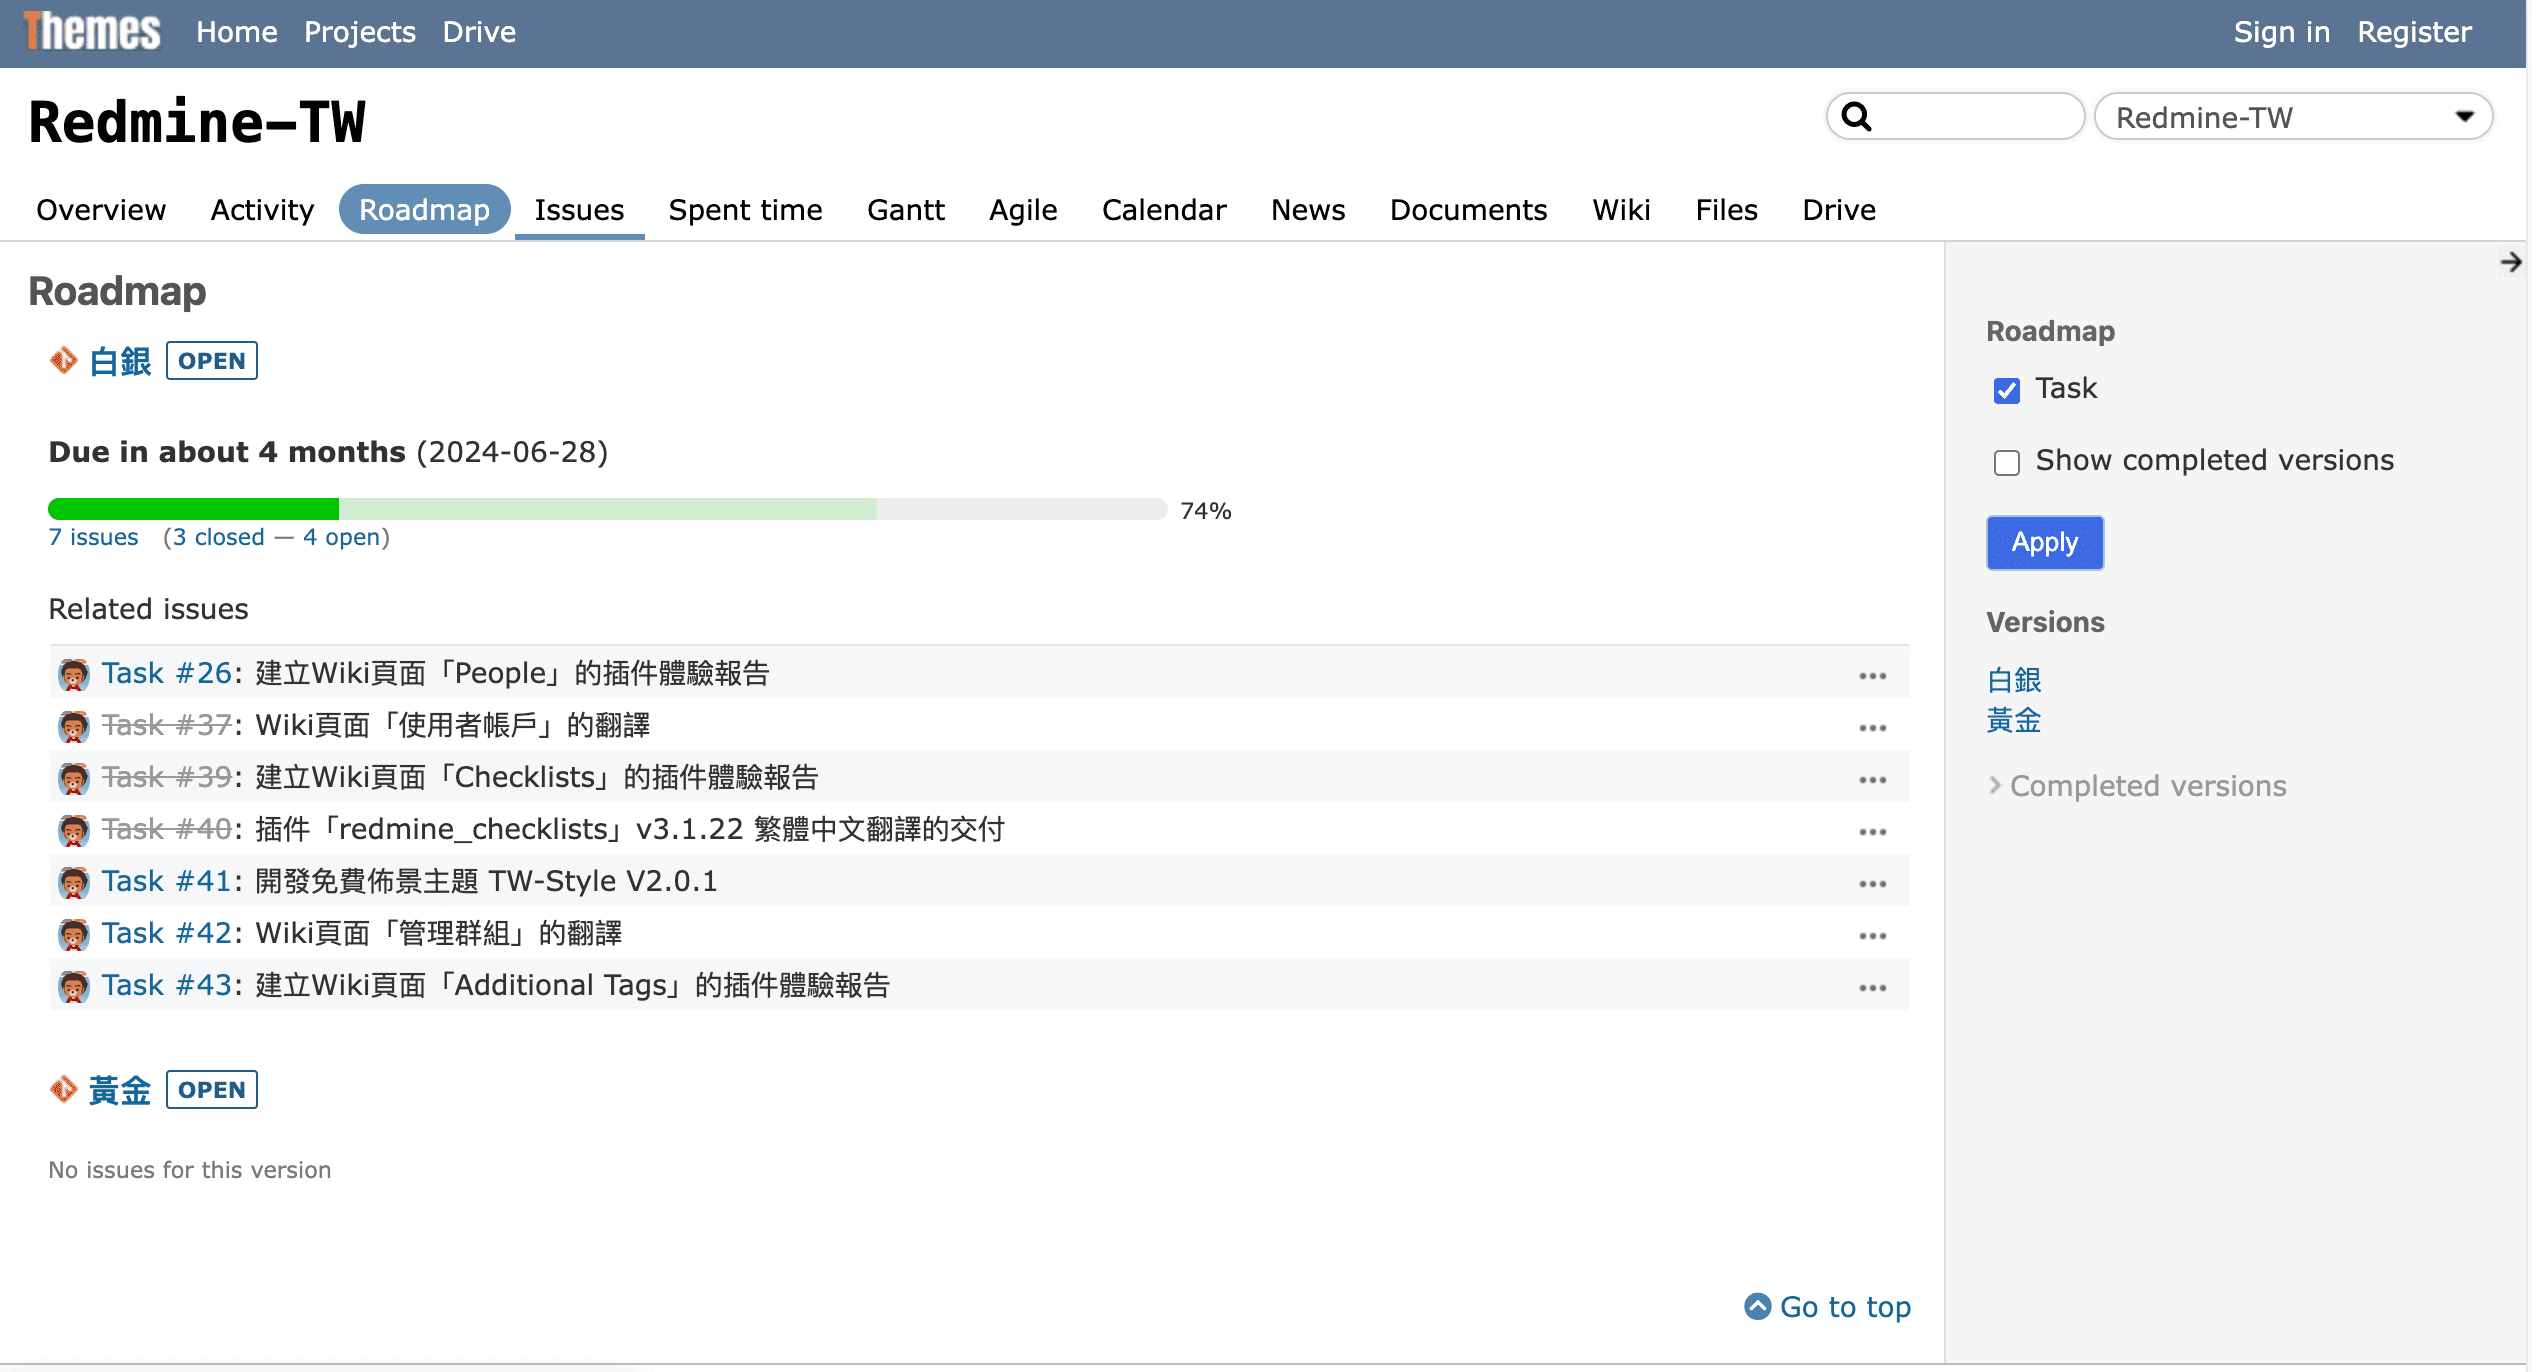 Themes Home Projects Drive Sign in Register
Redmine-TW
Redmine-TW
Overview Activity Roadmap Issues Spent time Gantt Agile Calendar News Documents Wiki Files Drive
Roadmap
白銀 OPEN
Due in about 4 months (2024-06-28)
74%
7 issues (3 closed — 4 open)
Related issues
Task #26: 建立Wiki頁面「People」的插件體驗報告
Task #37: Wiki頁面「使用者帳戶」的翻譯
Task #39: 建立Wiki頁面「Checklists」的插件體驗報告
Task #40: 插件「redmine_checklists」v3.1.22 繁體中文翻譯的交付
Task #41: 開發免費佈景主題 TW-Style V2.0.1
Task #42: Wiki頁面「管理群組」的翻譯
Task #43: 建立Wiki頁面「Additional Tags」的插件體驗報告
黃金 OPEN
No issues for this version
Go to top
Roadmap
Task
Show completed versions
Apply
Versions
白銀
黃金
Completed versions